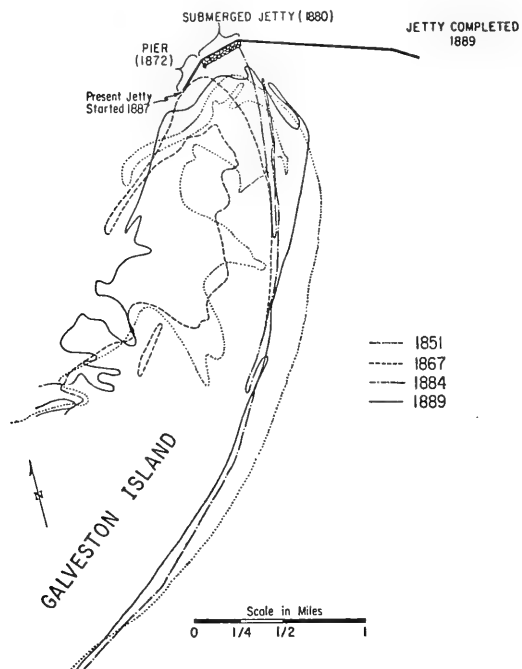 SUBMERGED JETTY (1880)
JETTY COMPLETED
1889
PIER
(1872)
Present Jetty
Started 1887
1851
1867
1884
1889
N
GALVESTON ISLAND
Scale in Miles
0 1/4 1/2 1